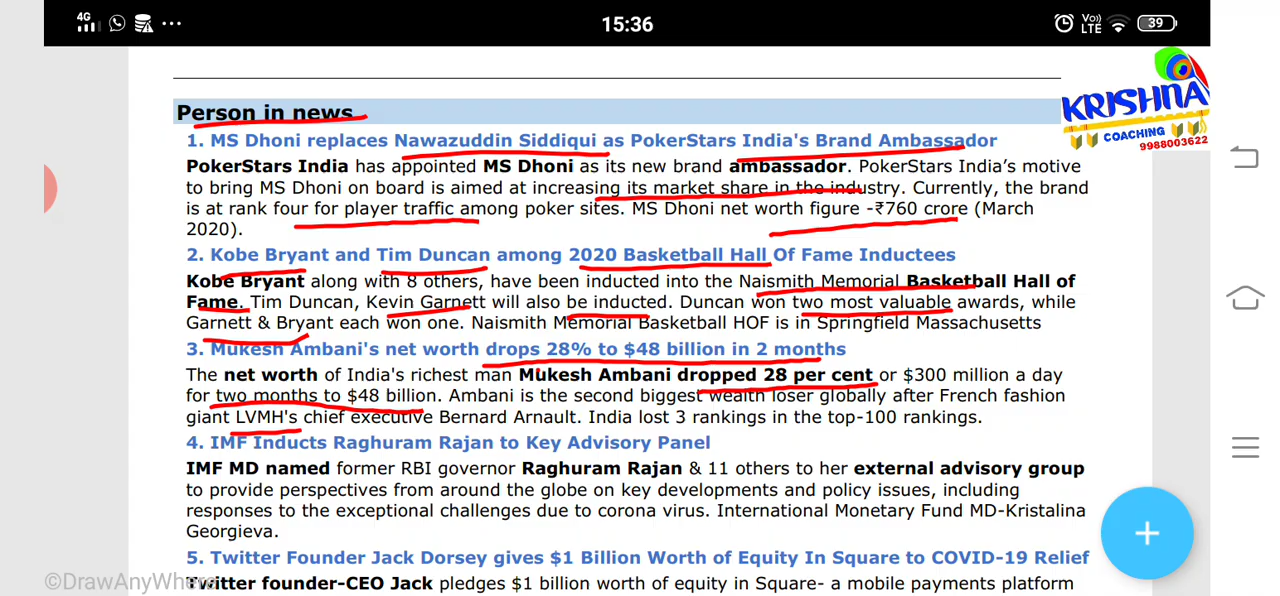 4G 15:36 Vo) LTE 39
KRISHNA
COACHING
9988003622
Person in news
1. MS Dhoni replaces Nawazuddin Siddiqui as PokerStars India's Brand Ambassador
PokerStars India has appointed MS Dhoni as its new brand ambassador. PokerStars India's motive
to bring MS Dhoni on board is aimed at increasing its market share in the industry. Currently, the brand
is at rank four for player traffic among poker sites. MS Dhoni net worth figure -₹760 crore (March
2020).
2. Kobe Bryant and Tim Duncan among 2020 Basketball Hall Of Fame Inductees
Kobe Bryant along with 8 others, have been inducted into the Naismith Memorial Basketball Hall of
Fame. Tim Duncan, Kevin Garnett will also be inducted. Duncan won two most valuable awards, while
Garnett & Bryant each won one. Naismith Memorial Basketball HOF is in Springfield Massachusetts
3. Mukesh Ambani's net worth drops 28% to $48 billion in 2 months
The net worth of India's richest man Mukesh Ambani dropped 28 per cent or $300 million a day
for two months to $48 billion. Ambani is the second biggest wealth loser globally after French fashion
giant LVMH's chief executive Bernard Arnault. India lost 3 rankings in the top-100 rankings.
4. IMF Inducts Raghuram Rajan to Key Advisory Panel
IMF MD named former RBI governor Raghuram Rajan & 11 others to her external advisory group
to provide perspectives from around the globe on key developments and policy issues, including
responses to the exceptional challenges due to corona virus. International Monetary Fund MD-Kristalina
Georgieva.
5. Twitter Founder Jack Dorsey gives $1 Billion Worth of Equity In Square to COVID-19 Relief
Twitter founder-CEO Jack pledges $1 billion worth of equity in Square- a mobile payments platform
©DrawAnyWhere